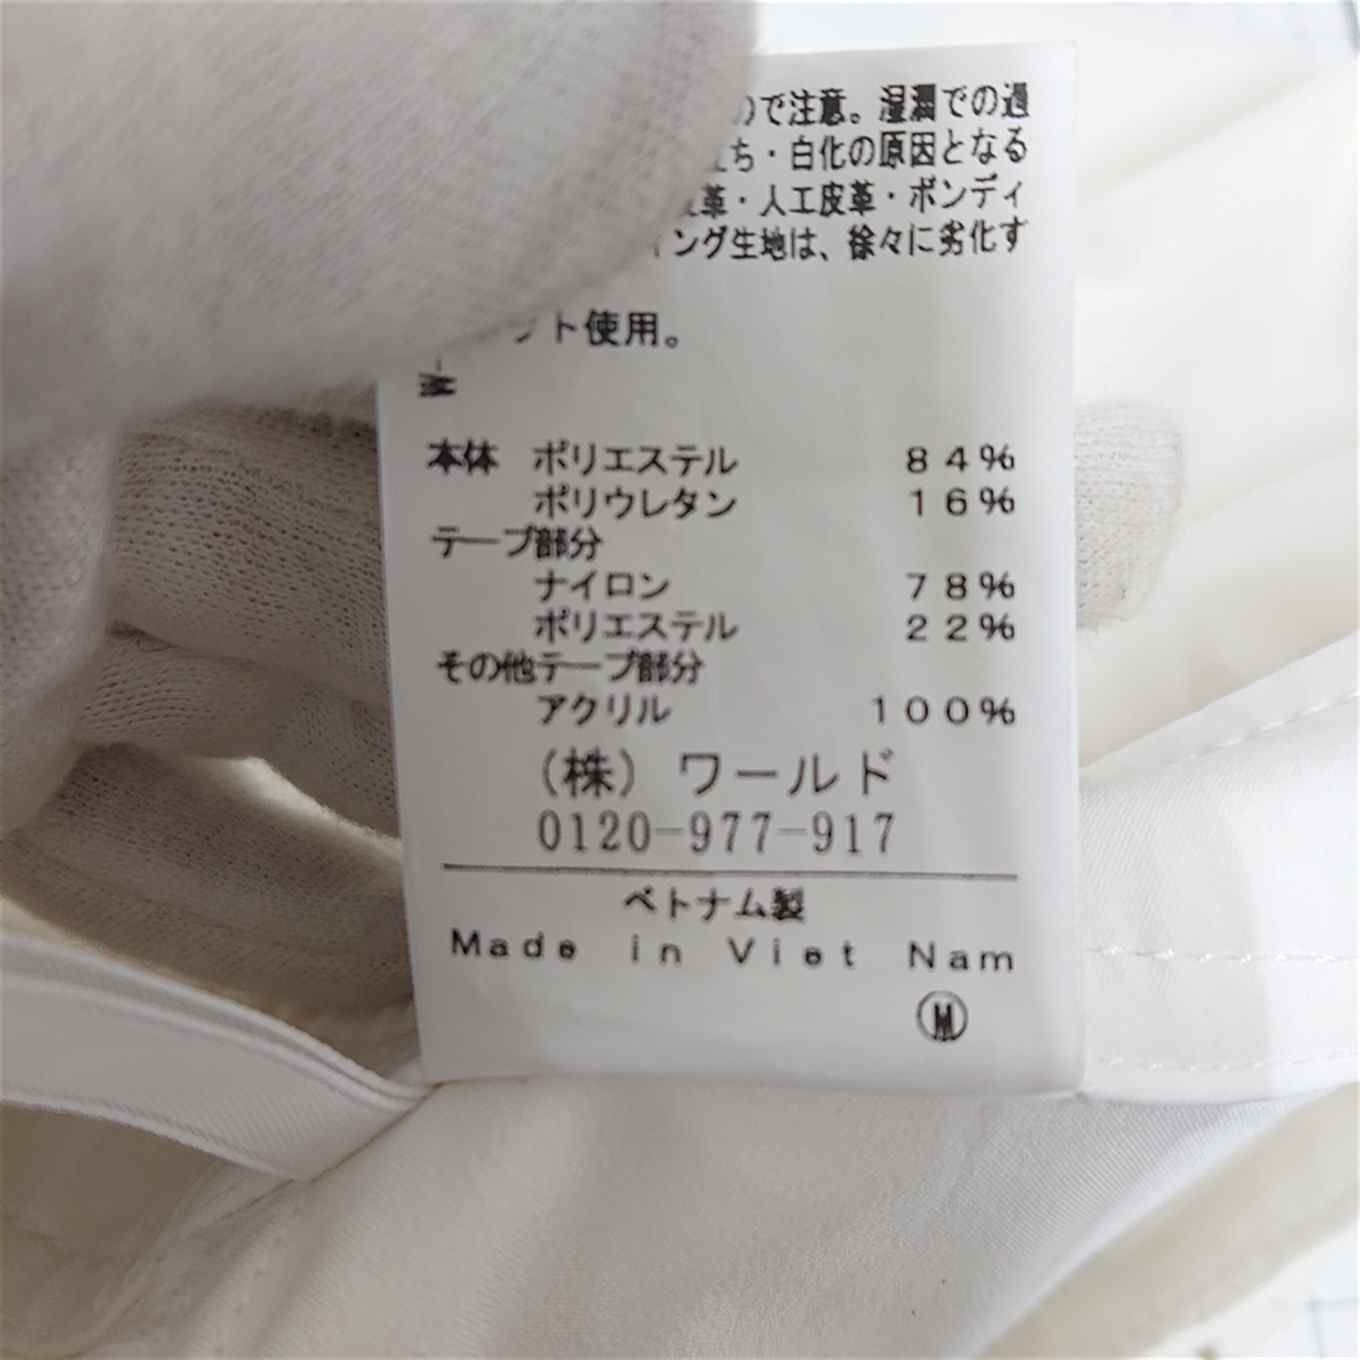 で注意。湿潤での過
ち・白化の原因となる
革・人工皮革・ボンディ
ング生地は、徐々に劣化す
ト使用。
本体 ポリエステル 84%
ポリウレタン 16%
テープ部分
ナイロン 78%
ポリエステル 22%
その他テープ部分
アクリル 100%
(株) ワールド
0120-977-917
ベトナム製
Made in Viet Nam
M